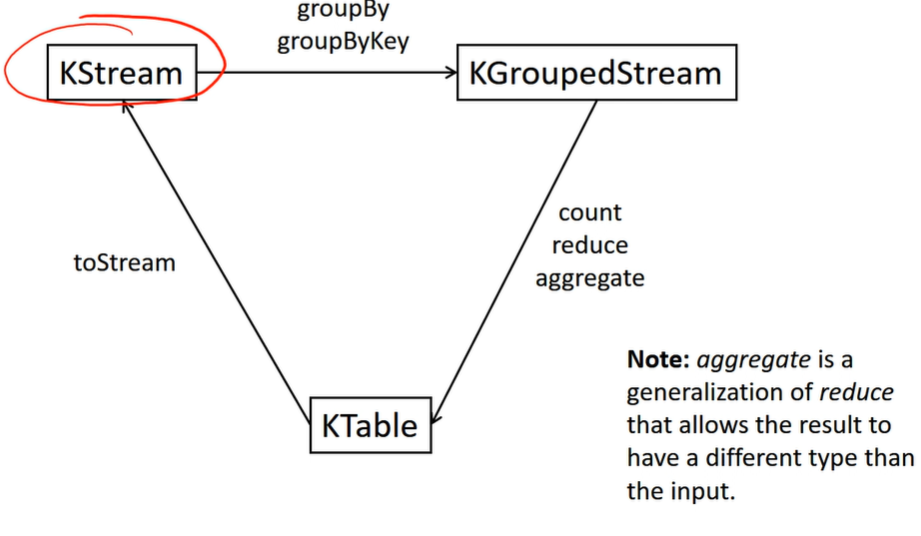 groupBy
groupByKey
KStream
KGroupedStream
count
reduce
aggregate
toStream
Note: aggregate is a
generalization of reduce
that allows the result to
have a different type than
the input.
KTable